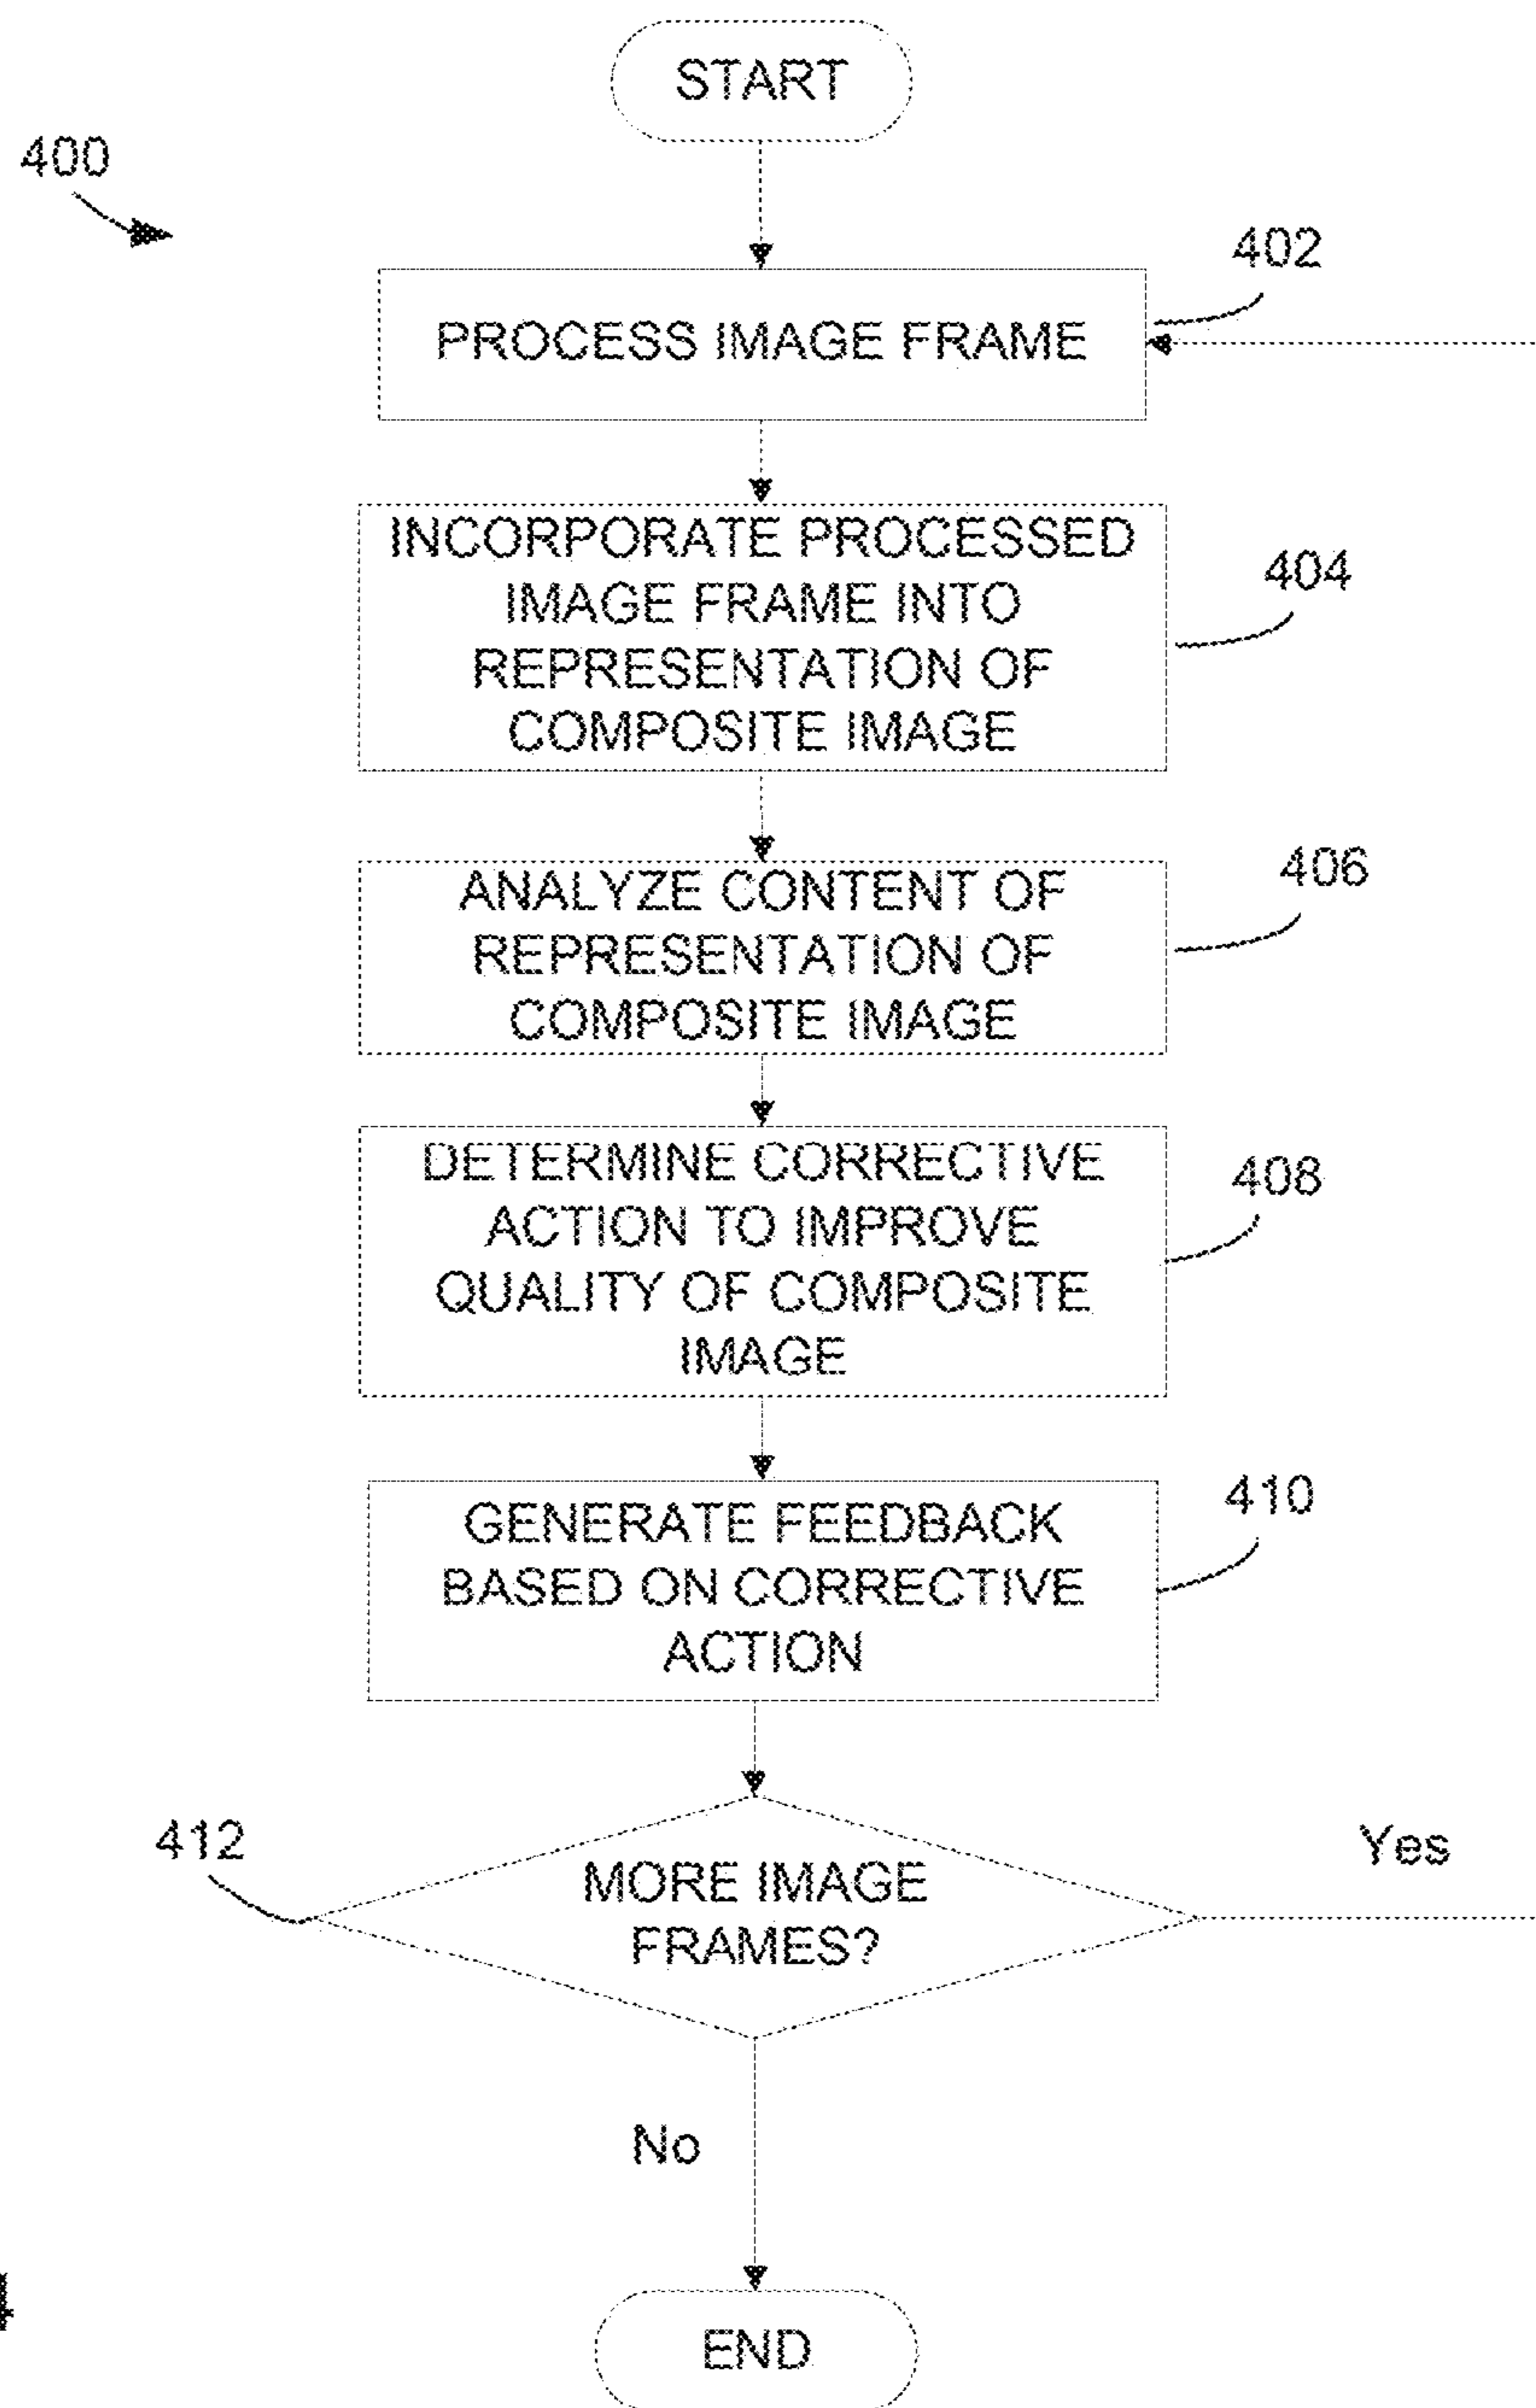 START
400
402
PROCESS IMAGE FRAME
INCORPORATE PROCESSED
IMAGE FRAME INTO
REPRESENTATION OF
COMPOSITE IMAGE
404
ANALYZE CONTENT OF
REPRESENTATION OF
COMPOSITE IMAGE
406
DETERMINE CORRECTIVE
ACTION TO IMPROVE
QUALITY OF COMPOSITE
IMAGE
408
GENERATE FEEDBACK
BASED ON CORRECTIVE
ACTION
410
412
MORE IMAGE
FRAMES?
Yes
No
END